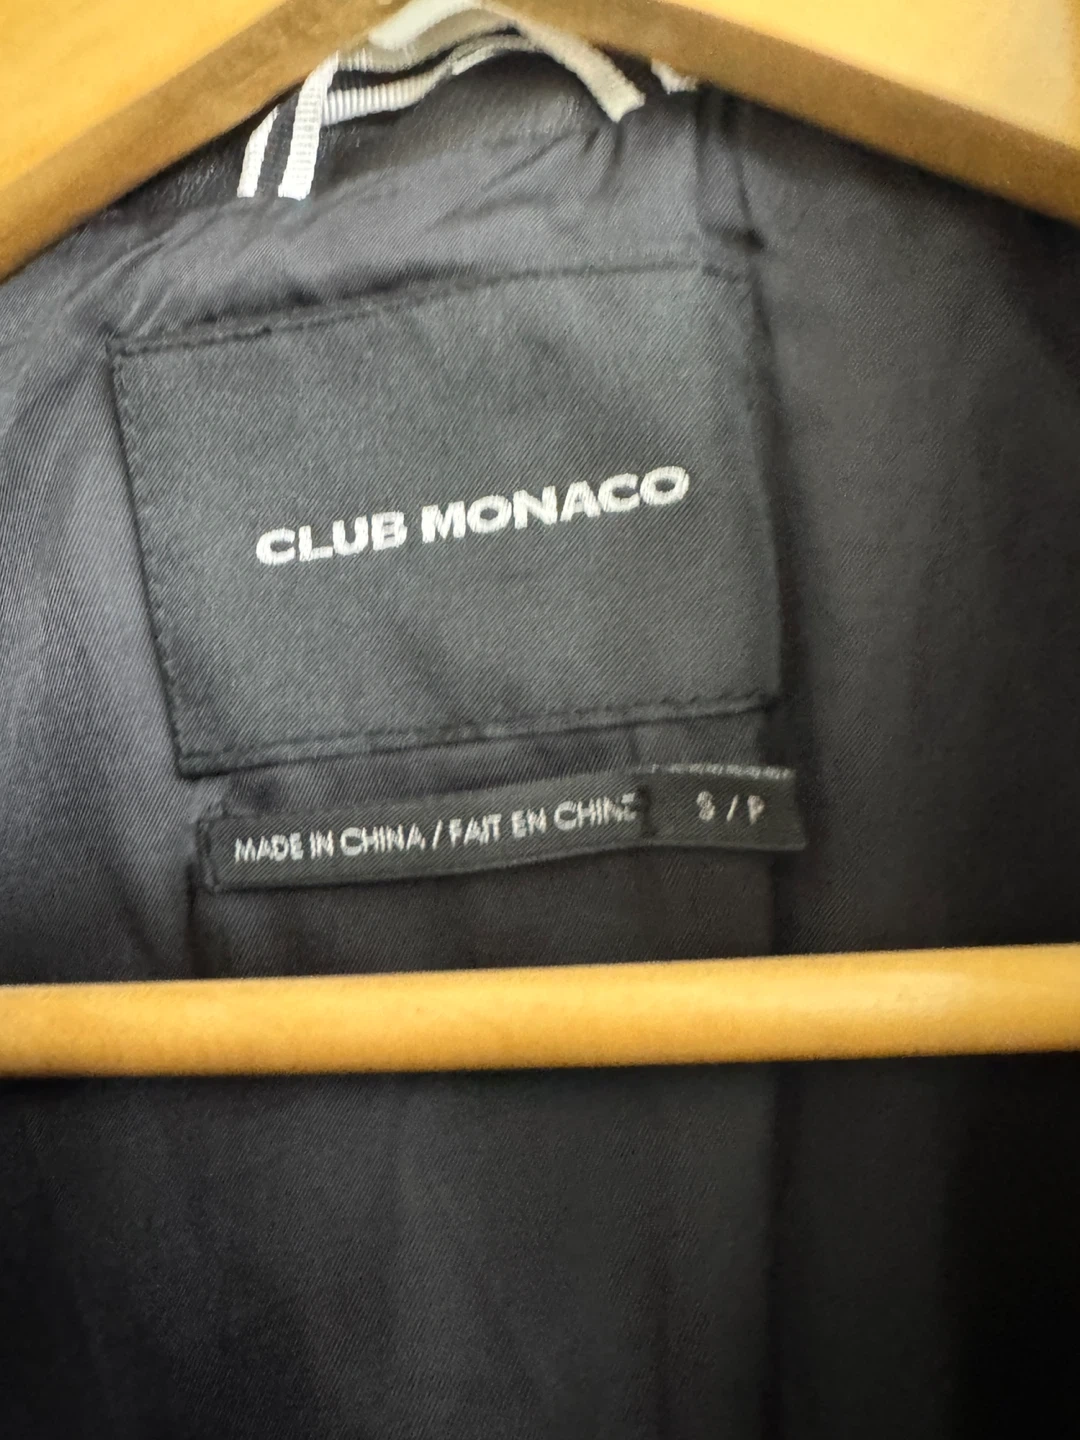 CLUB MONACO
MADE IN CHINA / FAIT EN CHINE
S / P